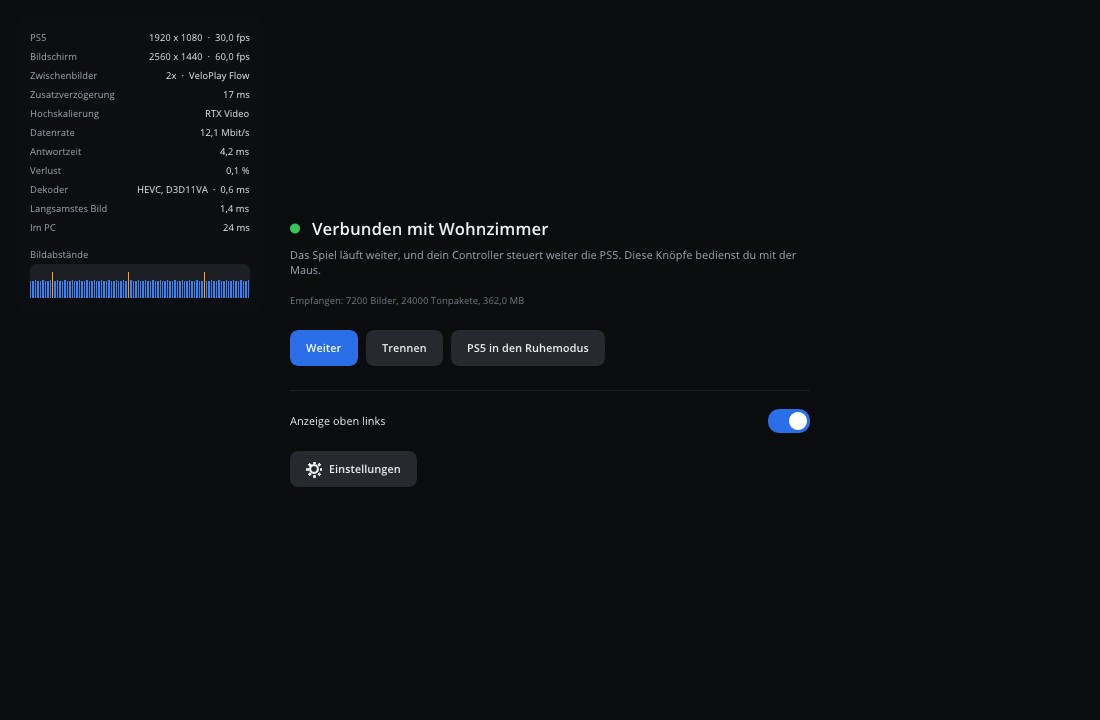 PS5 1920 x 1080 · 30,0 fps
Bildschirm 2560 x 1440 · 60,0 fps
Zwischenbilder 2x · VeloPlay Flow
Zusatzverzögerung 17 ms
Hochskalierung RTX Video
Datenrate 12,1 Mbit/s
Antwortzeit 4,2 ms
Verlust 0,1 %
Dekoder HEVC, D3D11VA · 0,6 ms
Langsamstes Bild 1,4 ms
Im PC 24 ms
Bildabstände
Verbunden mit Wohnzimmer
Das Spiel läuft weiter, und dein Controller steuert weiter die PS5. Diese Knöpfe bedienst du mit der
Maus.
Empfangen: 7200 Bilder, 24000 Tonpakete, 362,0 MB
Weiter Trennen PS5 in den Ruhemodus
Anzeige oben links
Einstellungen